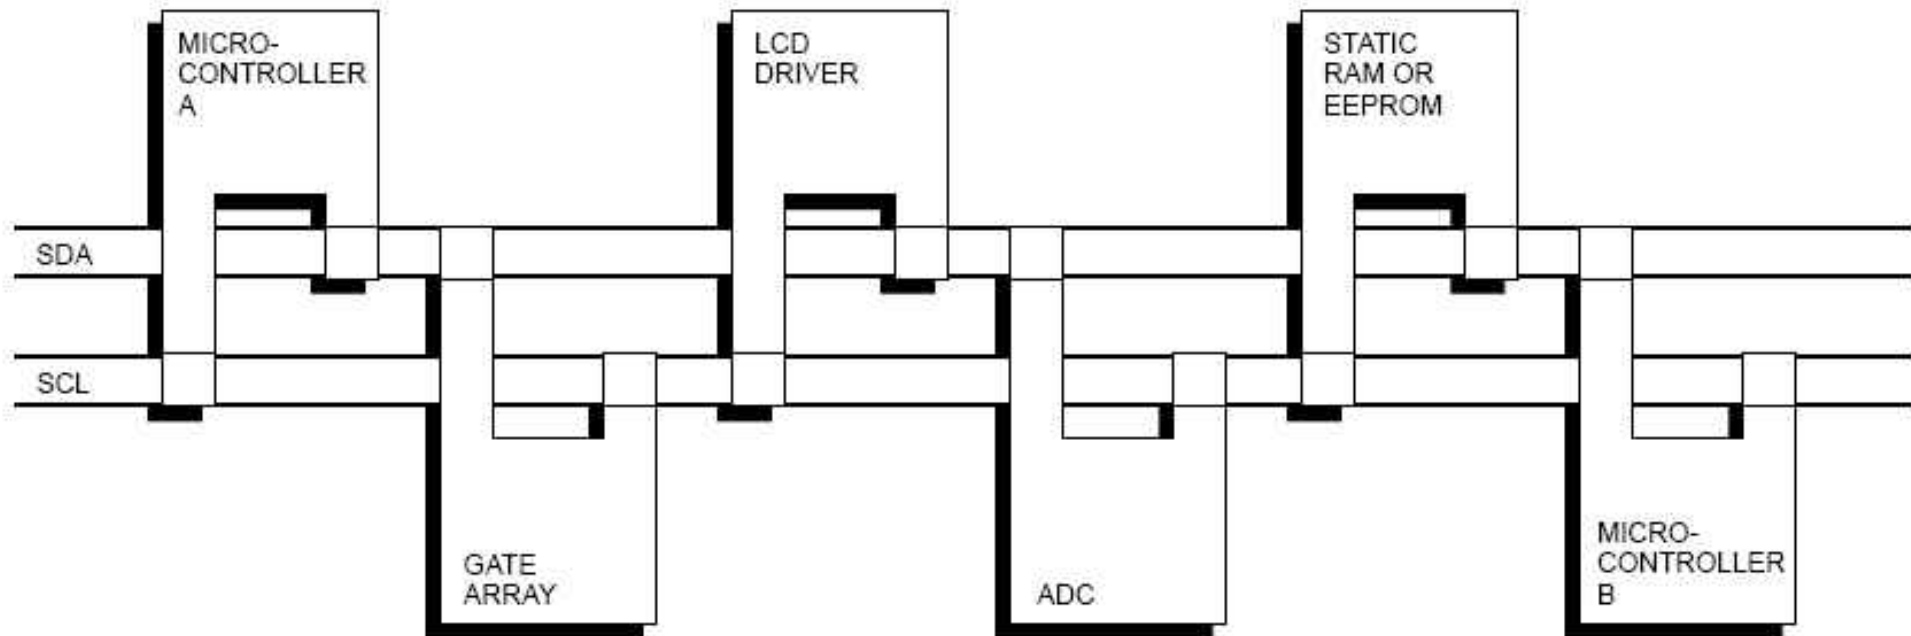 MICRO-
CONTROLLER
A
LCD
DRIVER
STATIC
RAM OR
EEPROM
SDA
SCL
GATE
ARRAY
ADC
MICRO-
CONTROLLER
B